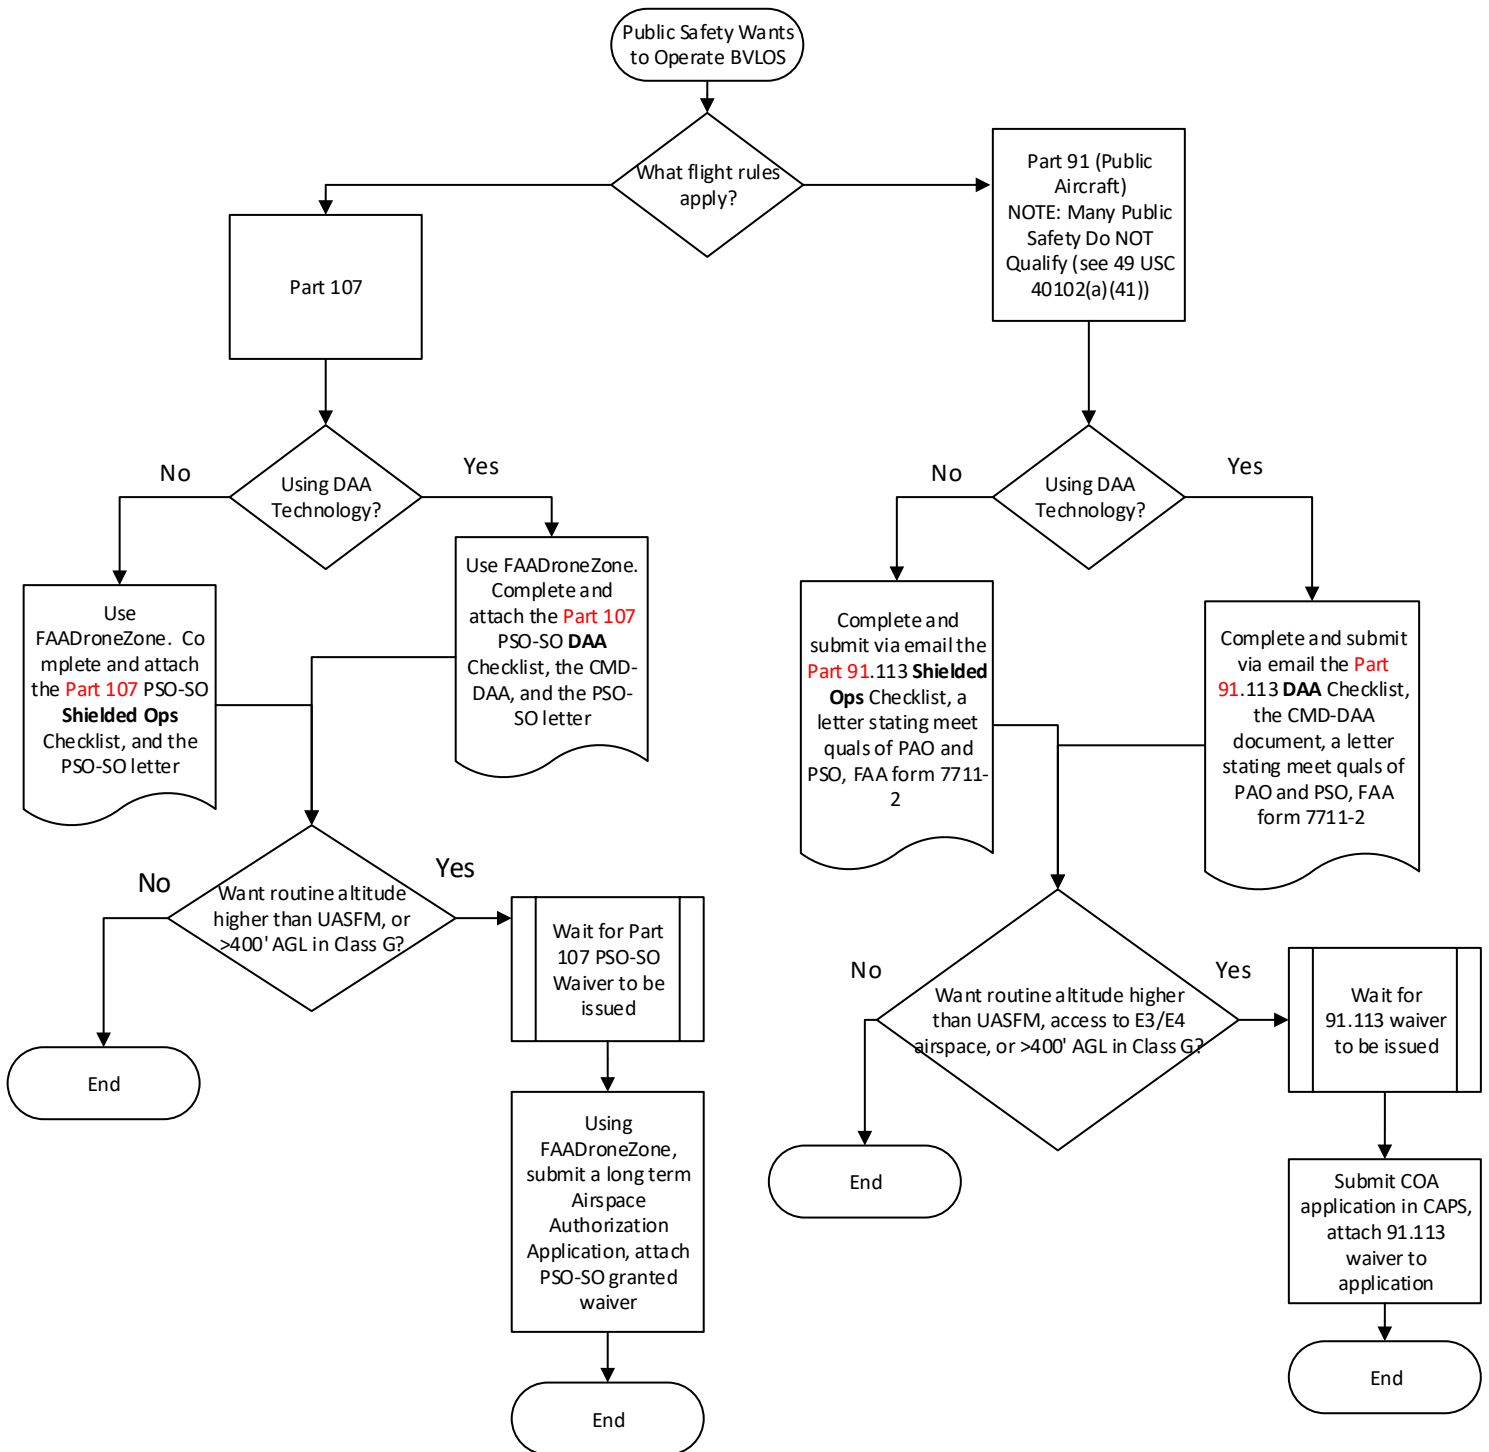 Public Safety Wants
to Operate BVLOS
What flight rules
apply?
Part 107
Part 91 (Public
Aircraft)
NOTE: Many Public
Safety Do NOT
Qualify (see 49 USC
40102(a)(41))
Using DAA
Technology?
No
Yes
Use
FAADroneZone.  Co
mplete and attach
the Part 107 PSO-SO
Shielded Ops
Checklist, and the
PSO-SO letter
Use FAADroneZone.
Complete and
attach the Part 107
PSO-SO DAA
Checklist, the CMD-
DAA, and the PSO-
SO letter
Want routine altitude
higher than UASFM, or
>400' AGL in Class G?
No
Yes
End
Wait for Part
107 PSO-SO
Waiver to be
issued
Using
FAADroneZone,
submit a long term
Airspace
Authorization
Application, attach
PSO-SO granted
waiver
End
Using DAA
Technology?
No
Yes
Complete and
submit via email the
Part 91.113 Shielded
Ops Checklist, a
letter stating meet
quals of PAO and
PSO, FAA form 7711-
2
Complete and submit
via email the Part
91.113 DAA Checklist,
the CMD-DAA
document, a letter
stating meet quals of
PAO and PSO, FAA
form 7711-2
Want routine altitude higher
than UASFM, access to E3/E4
airspace, or >400' AGL in Class G?
No
Yes
End
Wait for
91.113 waiver
to be issued
Submit COA
application in CAPS,
attach 91.113
waiver to
application
End